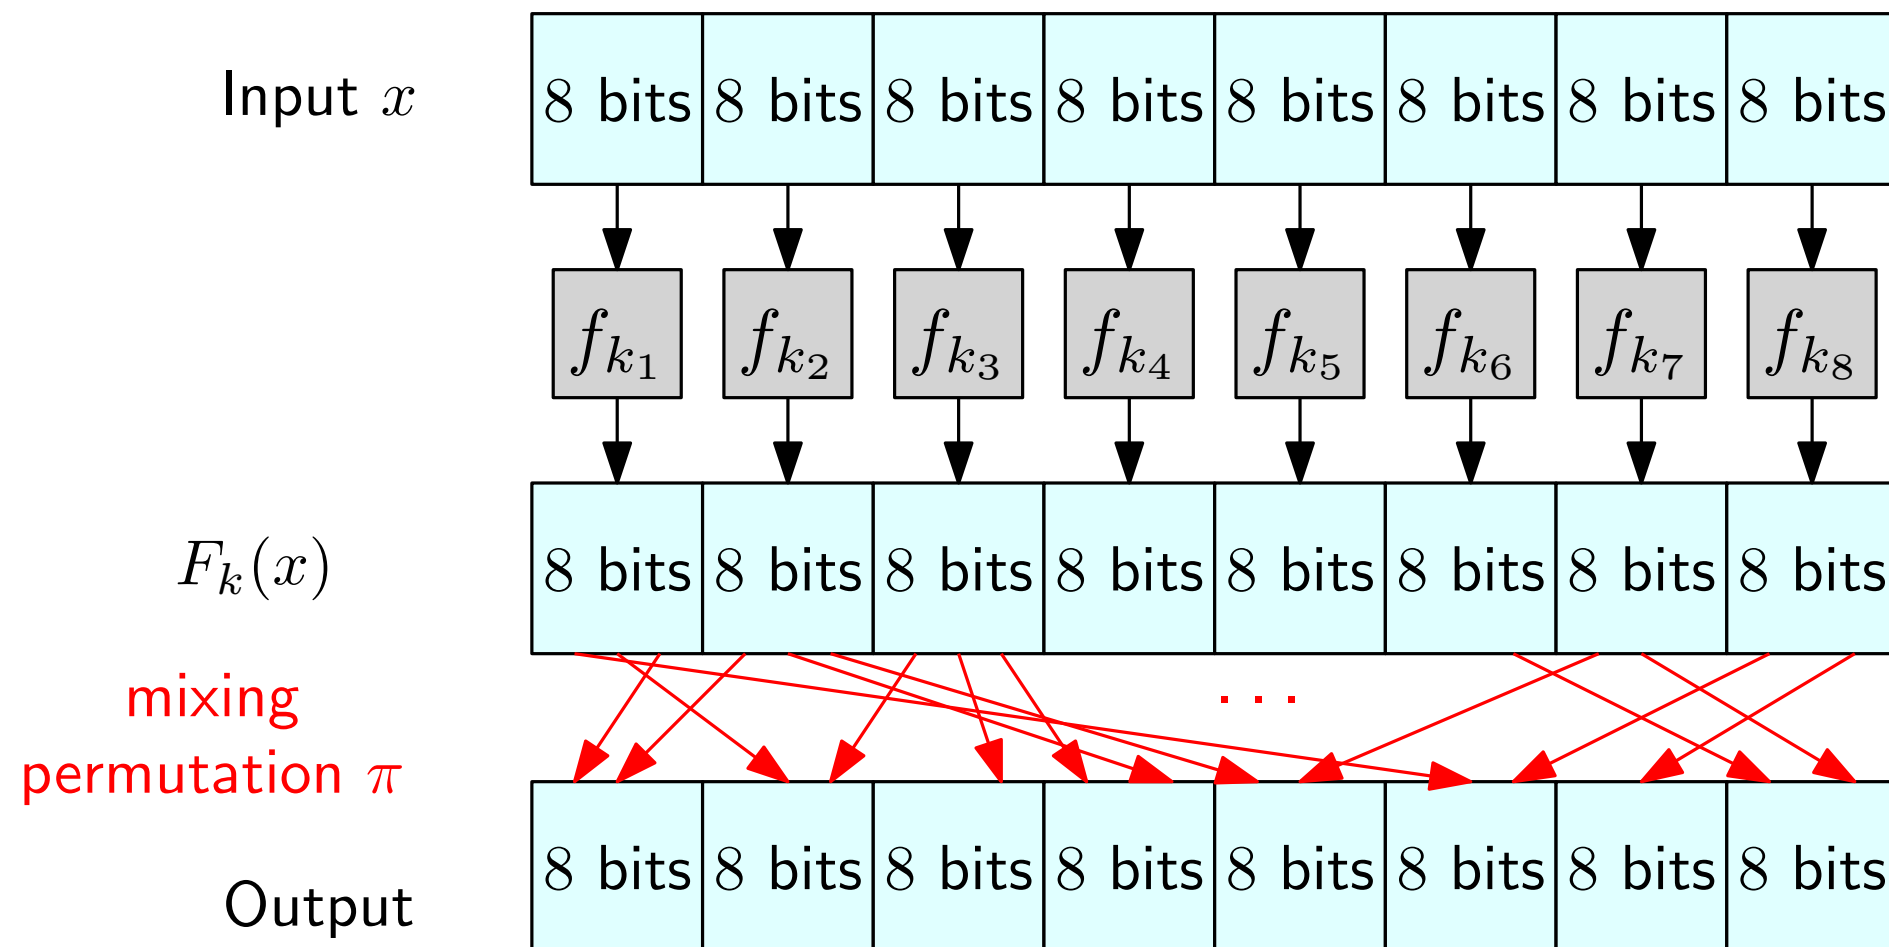 Input x 8 bits 8 bits 8 bits 8 bits 8 bits 8 bits 8 bits 8 bits
f_{k_1} f_{k_2} f_{k_3} f_{k_4} f_{k_5} f_{k_6} f_{k_7} f_{k_8}
F_k(x) 8 bits 8 bits 8 bits 8 bits 8 bits 8 bits 8 bits 8 bits
mixing . . .
permutation π
8 bits 8 bits 8 bits 8 bits 8 bits 8 bits 8 bits 8 bits
Output